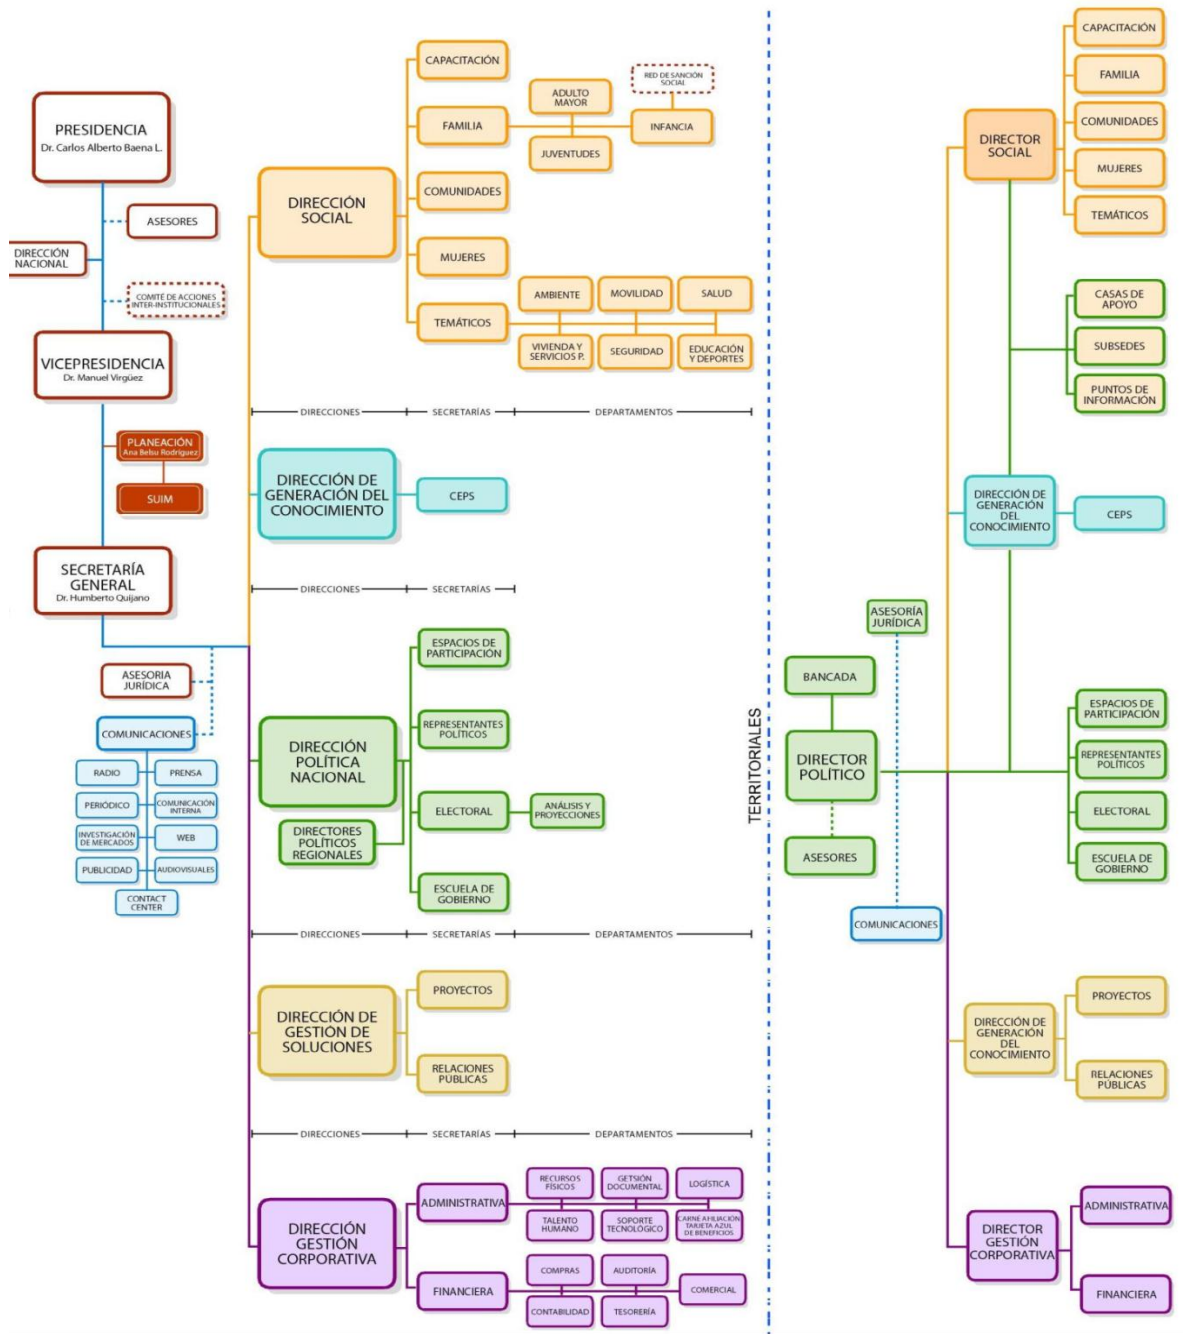 PRESIDENCIA
Dr. Carlos Alberto Baena L.
ASESORES
DIRECCIÓN
NACIONAL
COMITÉ DE ACCIONES
INTER-INSTITUCIONALES
VICEPRESIDENCIA
Dr. Manuel Virgüez
PLANEACIÓN
Ana Belsu Rodríguez
SUIM
SECRETARÍA
GENERAL
Dr. Humberto Quijano
ASESORIA
JURÍDICA
COMUNICACIONES
RADIO
PRENSA
PERIÓDICO
COMUNICACIÓN
INTERNA
INVESTIGACIÓN
DE MERCADOS
WEB
PUBLICIDAD
AUDIOVISUALES
CONTACT
CENTER
DIRECCIÓN
SOCIAL
CAPACITACIÓN
FAMILIA
ADULTO
MAYOR
JUVENTUDES
RED DE SANCIÓN
SOCIAL
INFANCIA
COMUNIDADES
MUJERES
TEMÁTICOS
AMBIENTE
MOVILIDAD
SALUD
VIVIENDA Y
SERVICIOS P.
SEGURIDAD
EDUCACIÓN
Y DEPORTES
DIRECCIONES
SECRETARÍAS
DEPARTAMENTOS
DIRECCIÓN DE
GENERACIÓN DEL
CONOCIMIENTO
CEPS
DIRECCIONES
SECRETARÍAS
DIRECCIÓN
POLÍTICA
NACIONAL
DIRECTORES
POLÍTICOS
REGIONALES
ESPACIOS DE
PARTICIPACIÓN
REPRESENTANTES
POLÍTICOS
ELECTORAL
ANÁLISIS Y
PROYECCIONES
ESCUELA DE
GOBIERNO
DIRECCIONES
SECRETARÍAS
DEPARTAMENTOS
DIRECCIÓN DE
GESTIÓN DE
SOLUCIONES
PROYECTOS
RELACIONES
PÚBLICAS
DIRECCIONES
SECRETARÍAS
DEPARTAMENTOS
DIRECCIÓN
GESTIÓN
CORPORATIVA
ADMINISTRATIVA
RECURSOS
FÍSICOS
GETSIÓN
DOCUMENTAL
LOGÍSTICA
TALENTO
HUMANO
SOPORTE
TECNOLÓGICO
CARNE AFILIACIÓN
TARJETA AZUL
DE BENEFICIOS
FINANCIERA
COMPRAS
AUDITORÍA
COMERCIAL
CONTABILIDAD
TESORERÍA
TERRITORIALES
DIRECTOR
SOCIAL
CAPACITACIÓN
FAMILIA
COMUNIDADES
MUJERES
TEMÁTICOS
CASAS DE
APOYO
SUBSEDES
PUNTOS DE
INFORMACIÓN
DIRECCIÓN DE
GENERACIÓN
DEL
CONOCIMIENTO
CEPS
ASESORÍA
JURÍDICA
BANCADA
DIRECTOR
POLÍTICO
ASESORES
COMUNICACIONES
ESPACIOS DE
PARTICIPACIÓN
REPRESENTANTES
POLÍTICOS
ELECTORAL
ESCUELA DE
GOBIERNO
DIRECCIÓN DE
GENERACIÓN
DEL
CONOCIMIENTO
PROYECTOS
RELACIONES
PÚBLICAS
DIRECTOR
GESTIÓN
CORPORATIVA
ADMINISTRATIVA
FINANCIERA